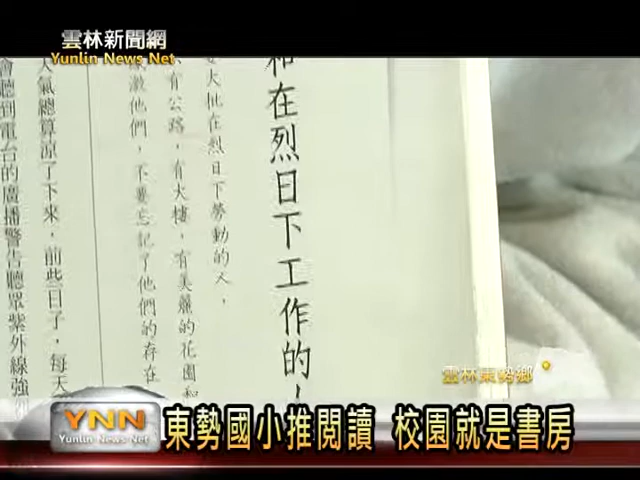 雲林新聞網
Yunlin News Net
和在烈日下工作的人
要大批在烈日下勞動的人，
有公路，有大樓，有美麗的花園和
感激他們，不要忘記了他們的存在
天氣總算涼了下來，前些日子，每天
會聽到電台的廣播警告聽眾紫外線強
雲林東勢鄉
YNN
Yunlin News.Net
東勢國小推閱讀 校園就是書房